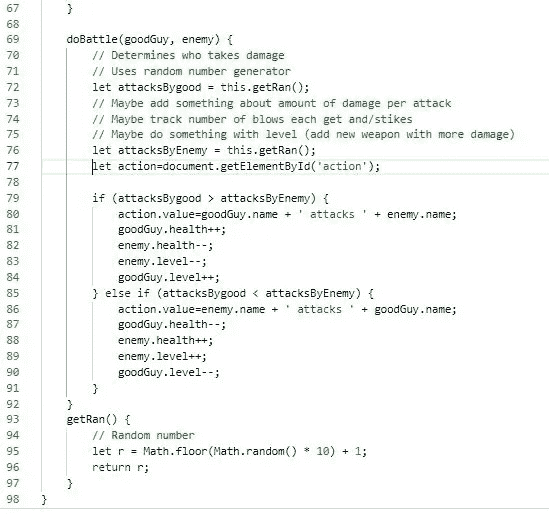 67 }
68
69 doBattle(goodGuy, enemy) {
70 // Determines who takes damage
71 // Uses random number generator
72 let attacksBygood = this.getRan();
73 // Maybe add something about amount of damage per attack
74 // Maybe track number of blows each get and/stikes
75 // Maybe do something with level (add new weapon with more damage)
76 let attacksByEnemy = this.getRan();
77 let action=document.getElementById('action');
78
79 if (attacksBygood > attacksByEnemy) {
80 action.value=goodGuy.name + ' attacks ' + enemy.name;
81 goodGuy.health++;
82 enemy.health--;
83 enemy.level--;
84 goodGuy.level++;
85 } else if (attacksBygood < attacksByEnemy) {
86 action.value=enemy.name + ' attacks ' + goodGuy.name;
87 goodGuy.health--;
88 enemy.health++;
89 enemy.level++;
90 goodGuy.level--;
91 }
92 }
93 getRan() {
94 // Random number
95 let r = Math.floor(Math.random() * 10) + 1;
96 return r;
97 }
98 }